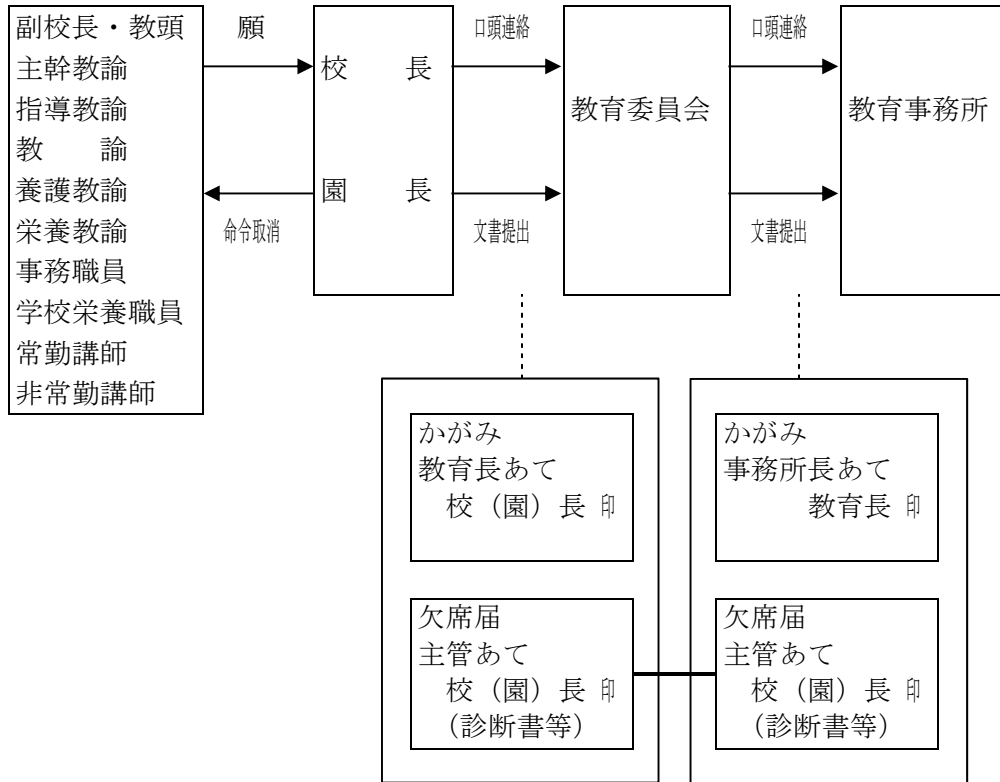 副校長・教頭
主幹教諭
指導教諭
教　　諭
養護教諭
栄養教諭
事務職員
学校栄養職員
常勤講師
非常勤講師
願
命令取消
校　　長
園　　長
口頭連絡
文書提出
教育委員会
口頭連絡
文書提出
教育事務所
かがみ
教育長あて
校（園）長 印
欠席届
主管あて
校（園）長 印
（診断書等）
かがみ
事務所長あて
教育長 印
欠席届
主管あて
校（園）長 印
（診断書等）